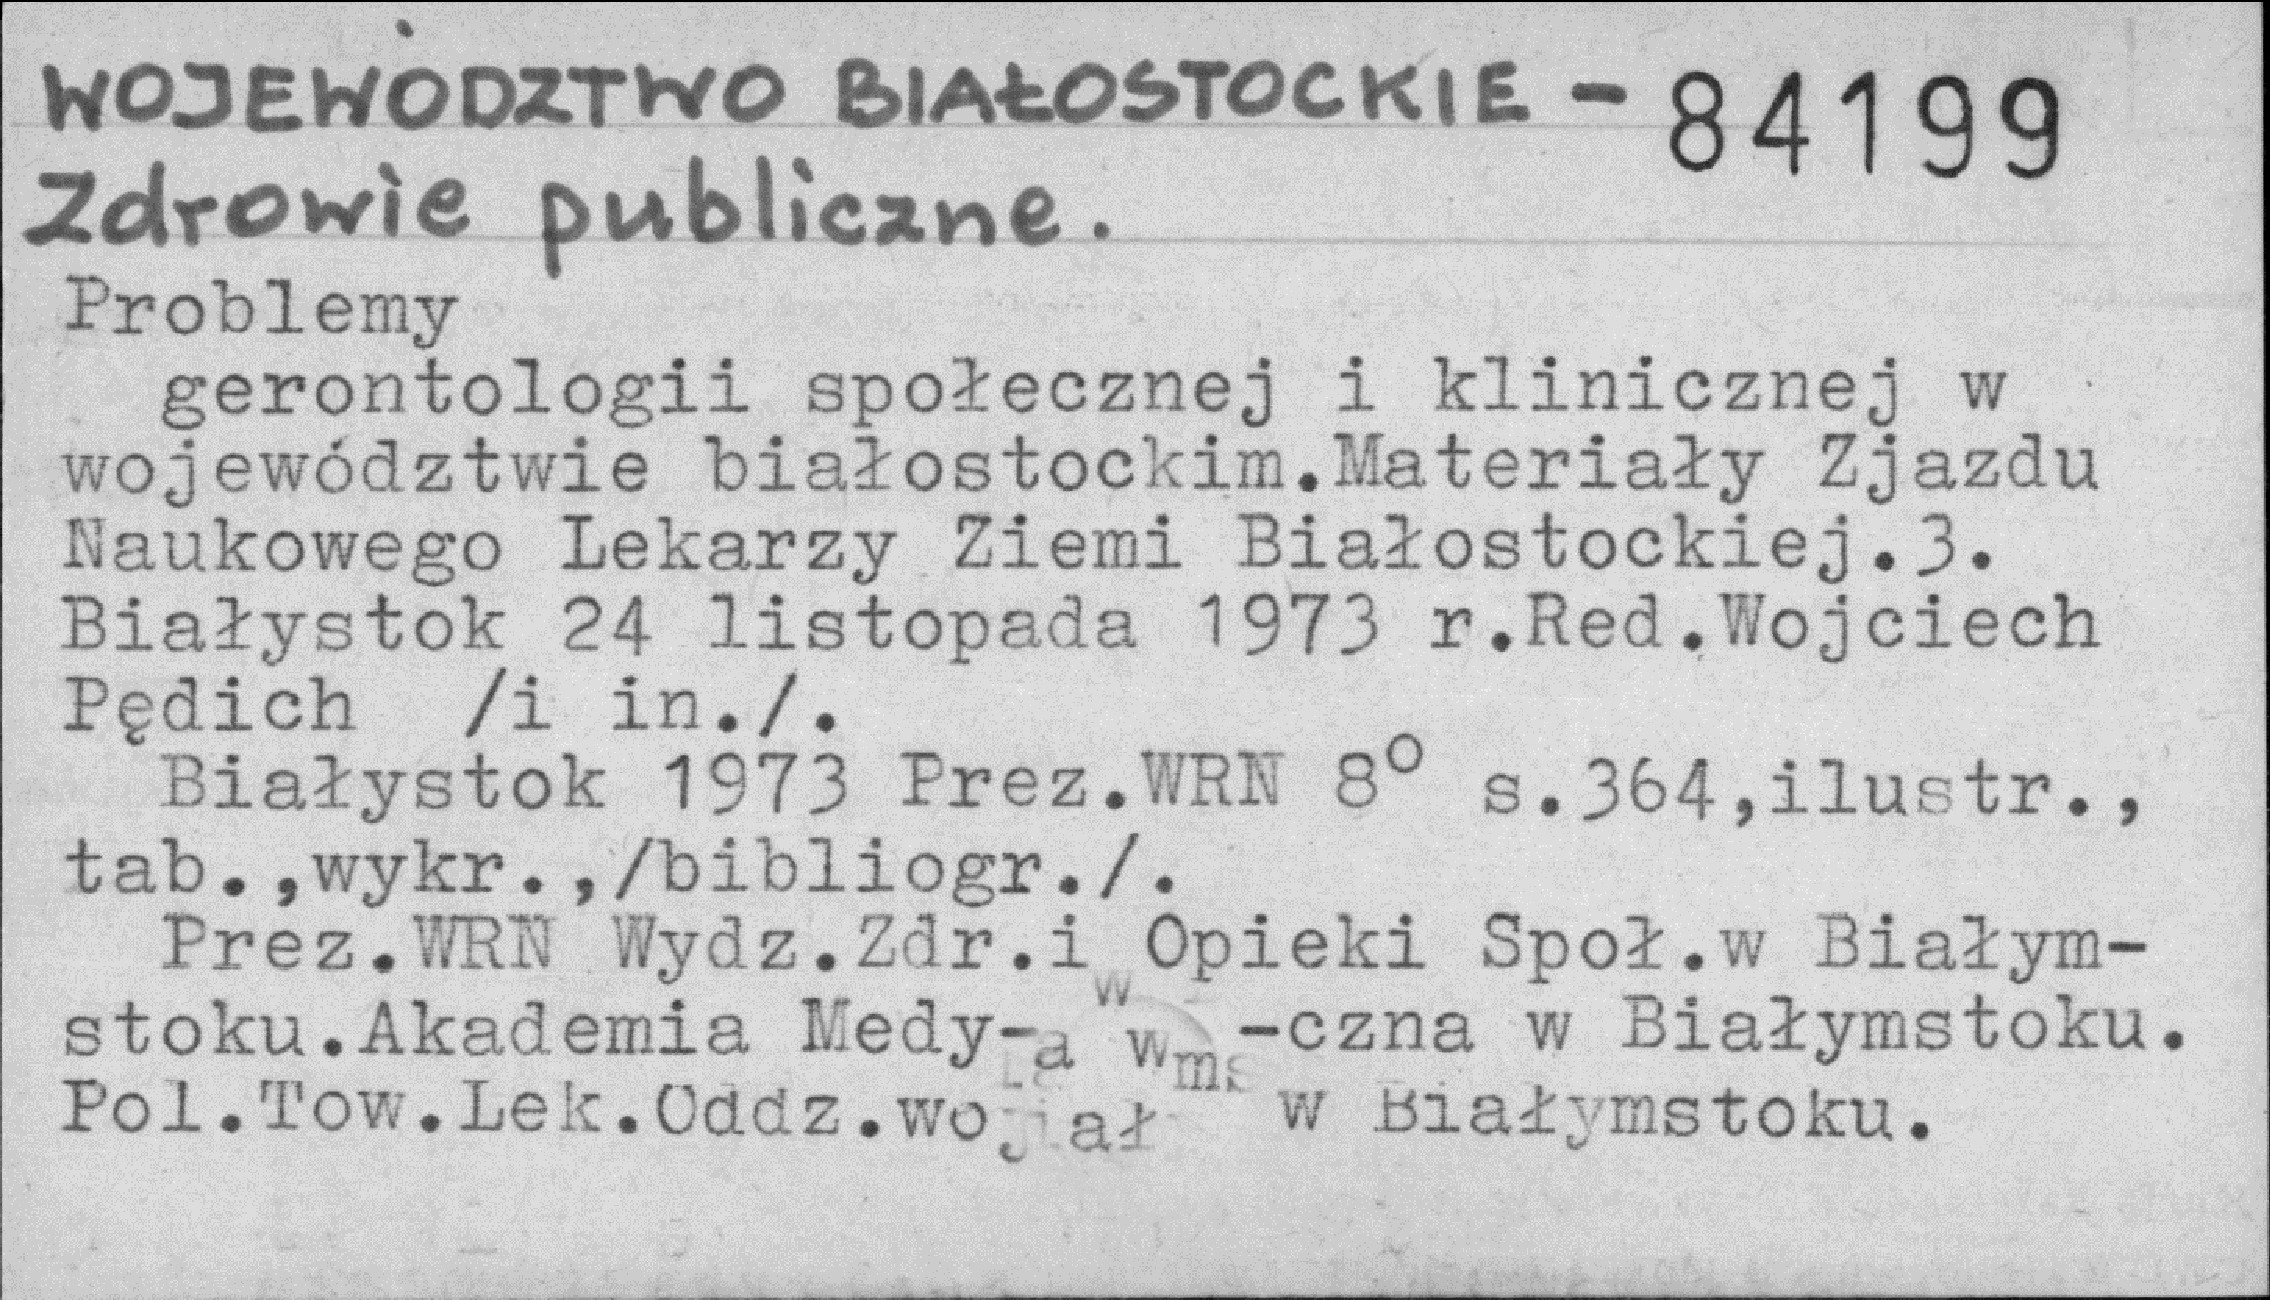 WOJEWÓDZTWO BIAŁOSTOCKIE - 84199
Zdrowie publiczne.
Problemy
gerontologii społecznej i klinicznej w
województwie białostockim.Materiały Zjazdu
Naukowego Lekarzy Ziemi Białostockiej.3.
Białystok 24 listopada 1973 r.Red.Wojciech
Pędich /i in./.
Białystok 1973 Prez.WRN 8° s.364,ilustr.,
tab.,wykr.,/bibliogr./.
Prez.WRN Wydz.Zdr.i Opieki Społ.w Białym-
stoku.Akademia Medy- -czna w Białymstoku.
Pol.Tow.Lek.Oddz.woj w Białymstoku.